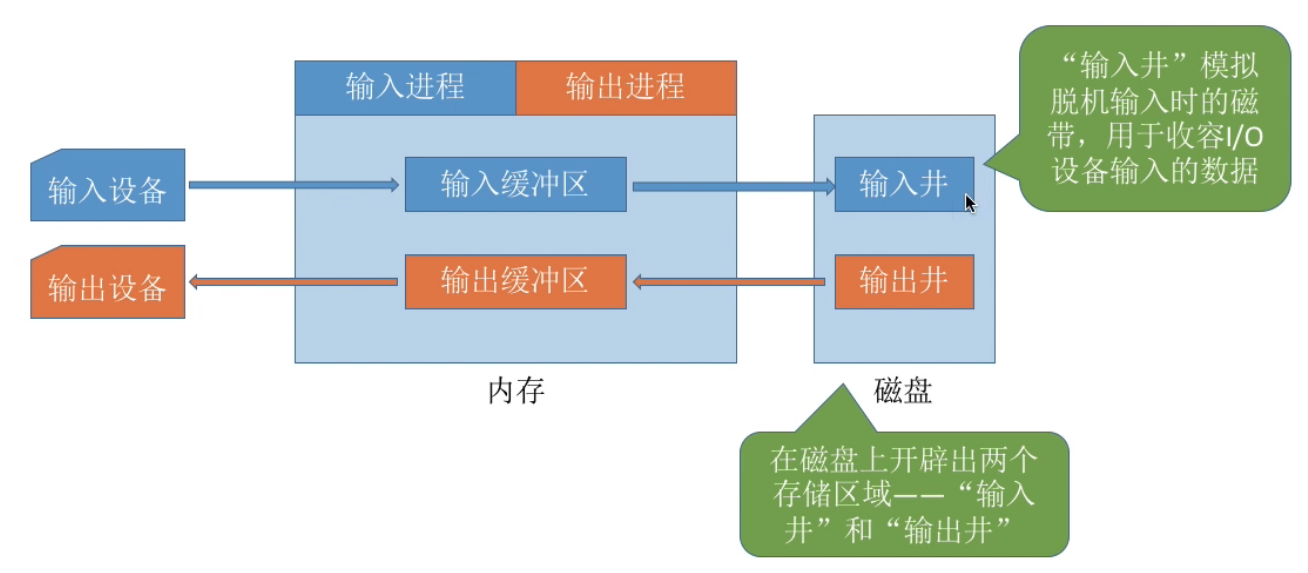 输入进程
输出进程
“输入井”模拟
脱机输入时的磁
带，用于收容I/O
设备输入的数据
输入设备
输入缓冲区
输入井
输出设备
输出缓冲区
输出井
内存
磁盘
在磁盘上开辟出两个
存储区域——“输入
井”和“输出井”